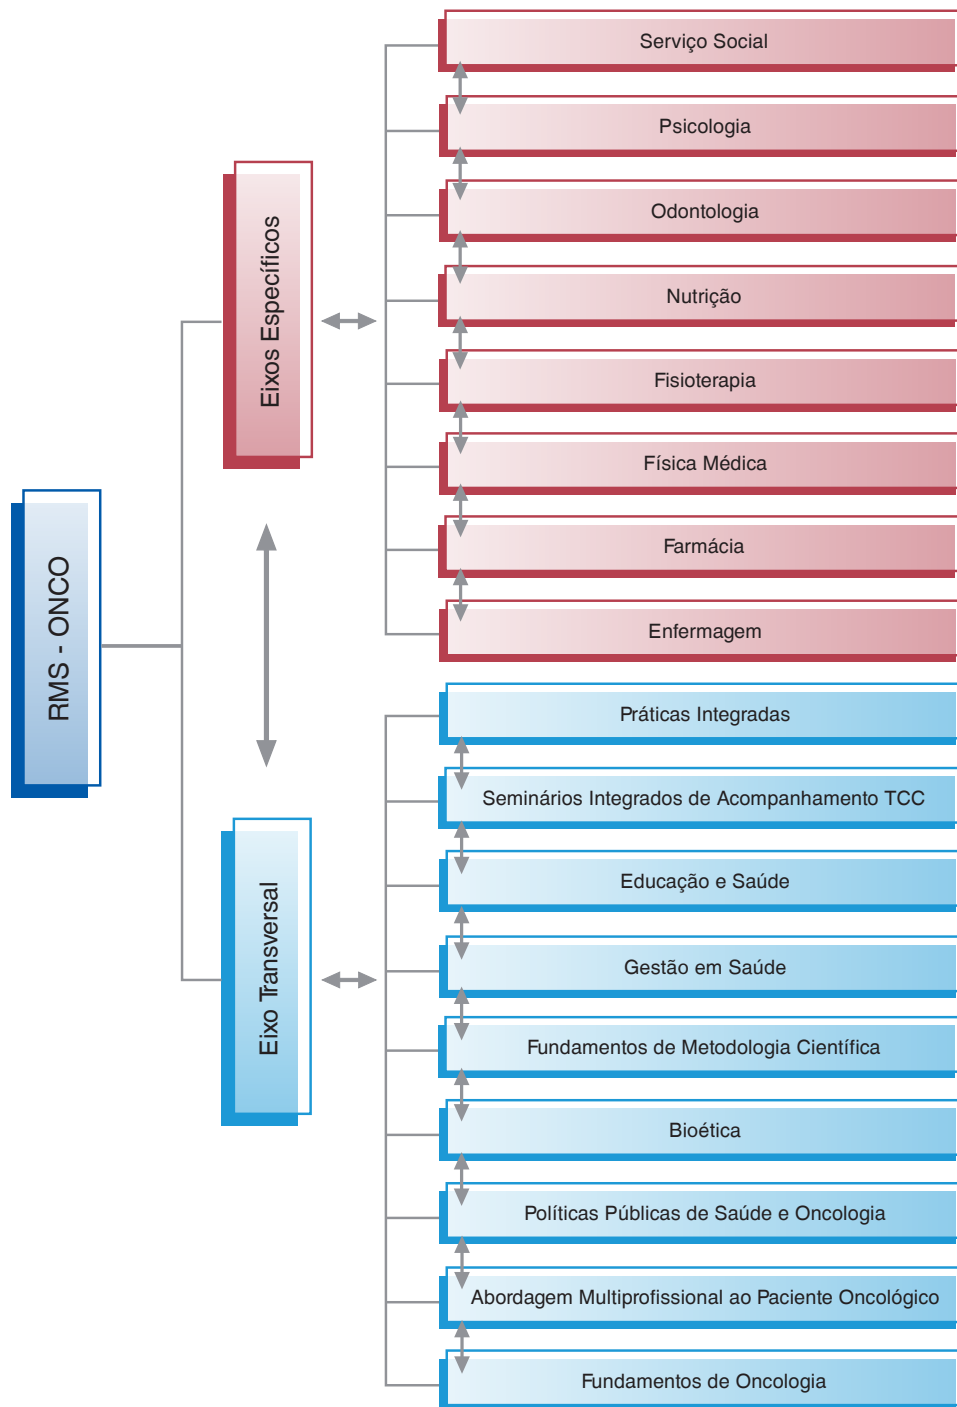 RMS - ONCO
Eixos Específicos
Serviço Social
Psicologia
Odontologia
Nutrição
Fisioterapia
Física Médica
Farmácia
Enfermagem
Eixo Transversal
Práticas Integradas
Seminários Integrados de Acompanhamento TCC
Educação e Saúde
Gestão em Saúde
Fundamentos de Metodologia Científica
Bioética
Políticas Públicas de Saúde e Oncologia
Abordagem Multiprofissional ao Paciente Oncológico
Fundamentos de Oncologia